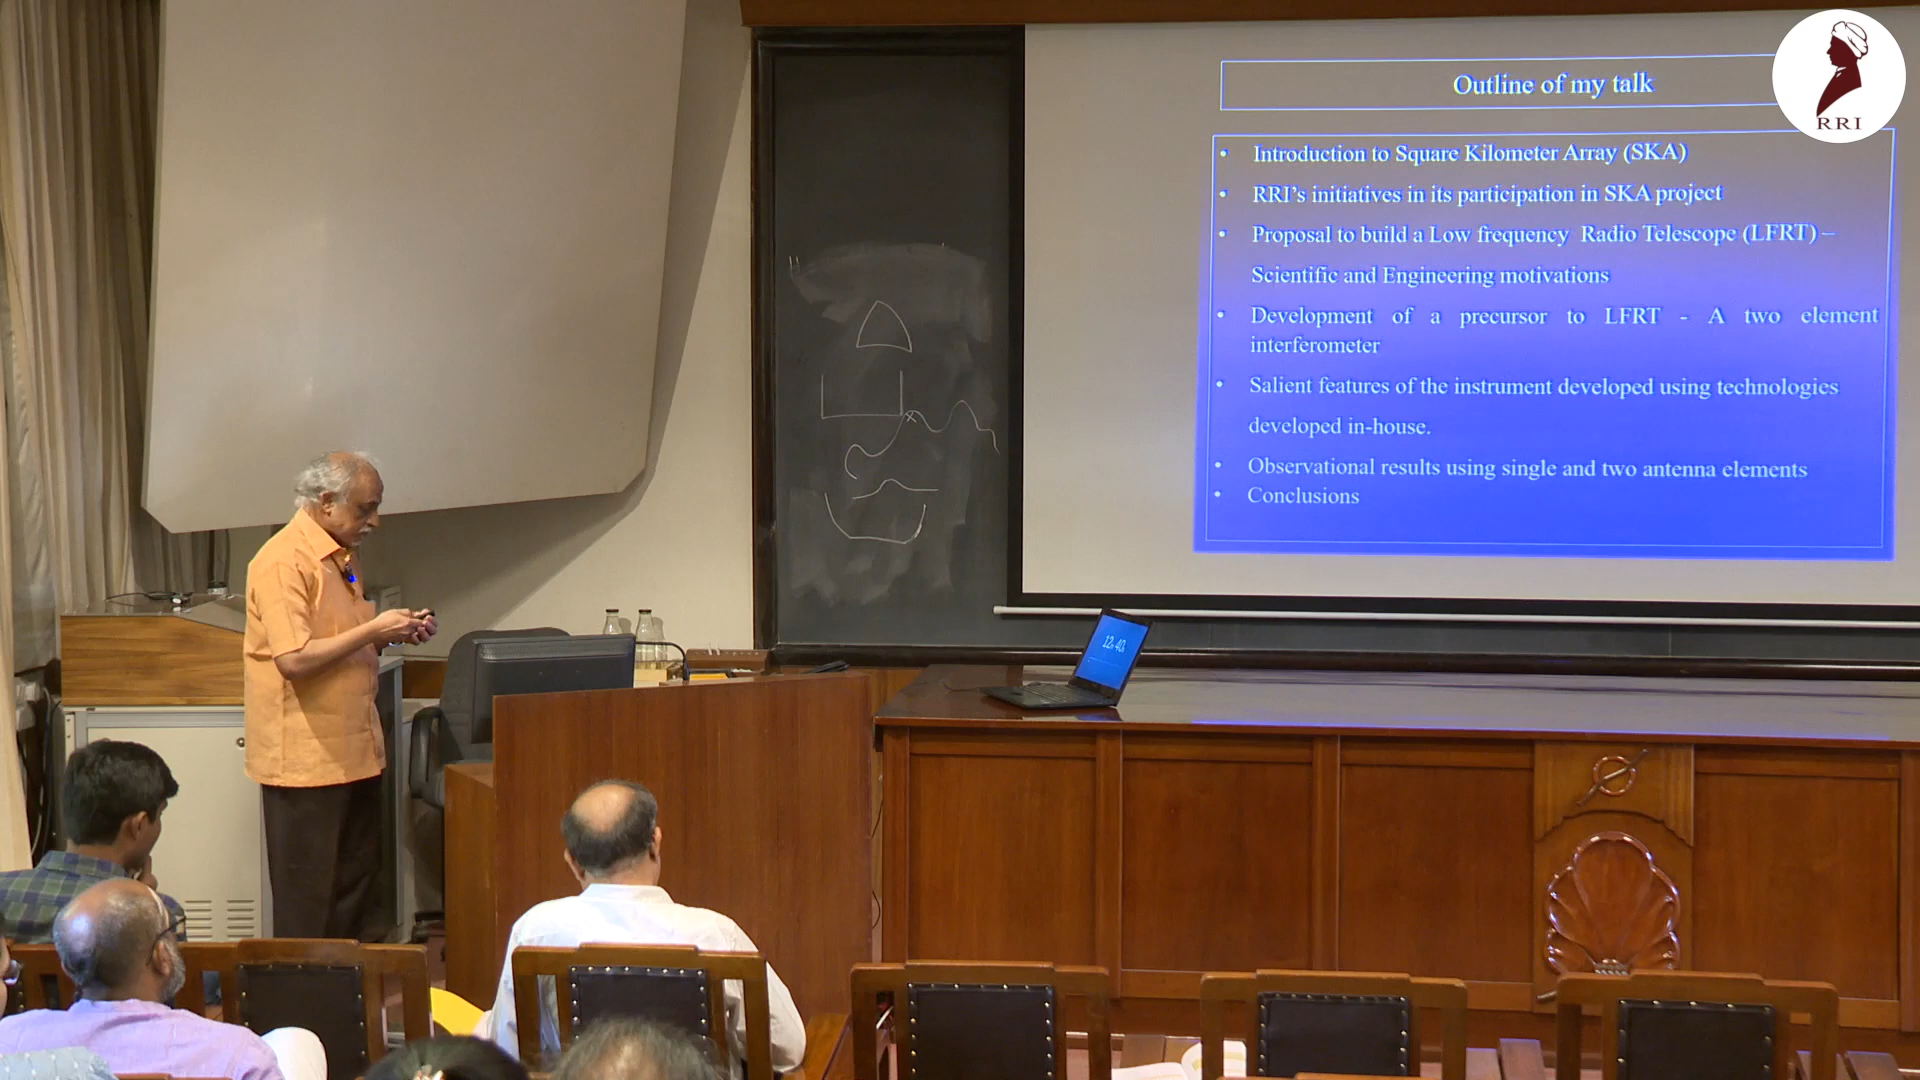 Outline of my talk
RRI
• Introduction to Square Kilometer Array (SKA)
• RRI's initiatives in its participation in SKA project
• Proposal to build a Low frequency Radio Telescope (LFRT) –
Scientific and Engineering motivations
• Development of a precursor to LFRT - A two element
interferometer
• Salient features of the instrument developed using technologies
developed in-house.
• Observational results using single and two antenna elements
• Conclusions